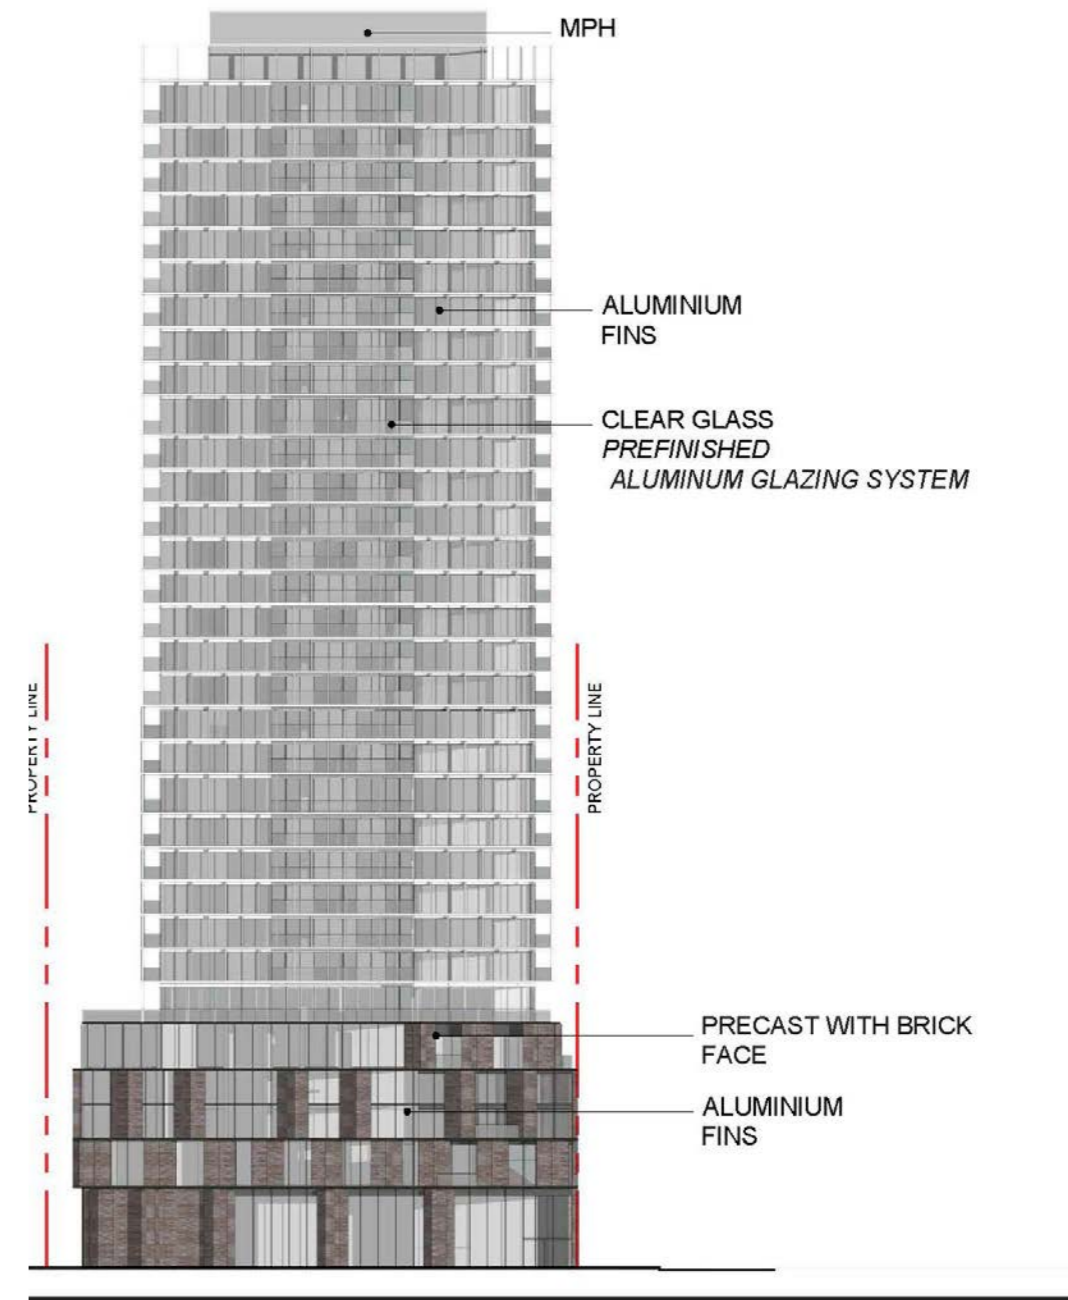 MPH
ALUMINIUM
FINS
CLEAR GLASS
PREFINISHED
ALUMINUM GLAZING SYSTEM
PROPERTY LINE
PROPERTY LINE
PRECAST WITH BRICK
FACE
ALUMINIUM
FINS